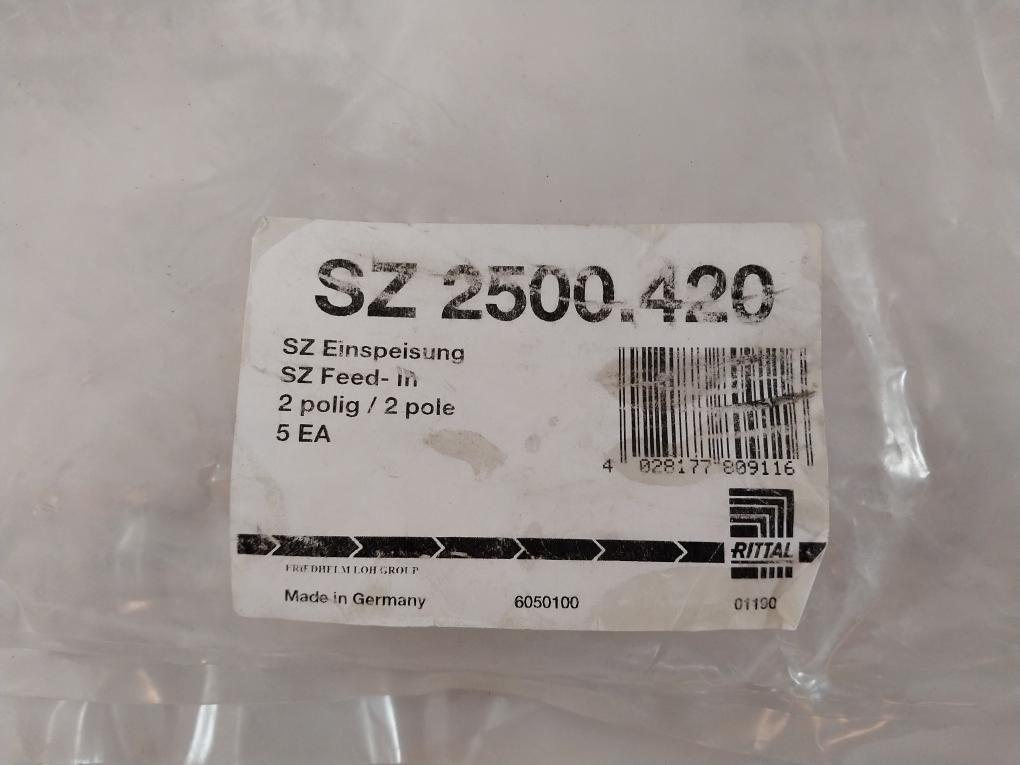 SZ 2500.420
SZ Einspeisung
SZ Feed- In
2 polig / 2 pole
5 EA
4 028177 809116
RITTAL
FRIEDHELM LOH GROUP
Made in Germany 6050100 01190